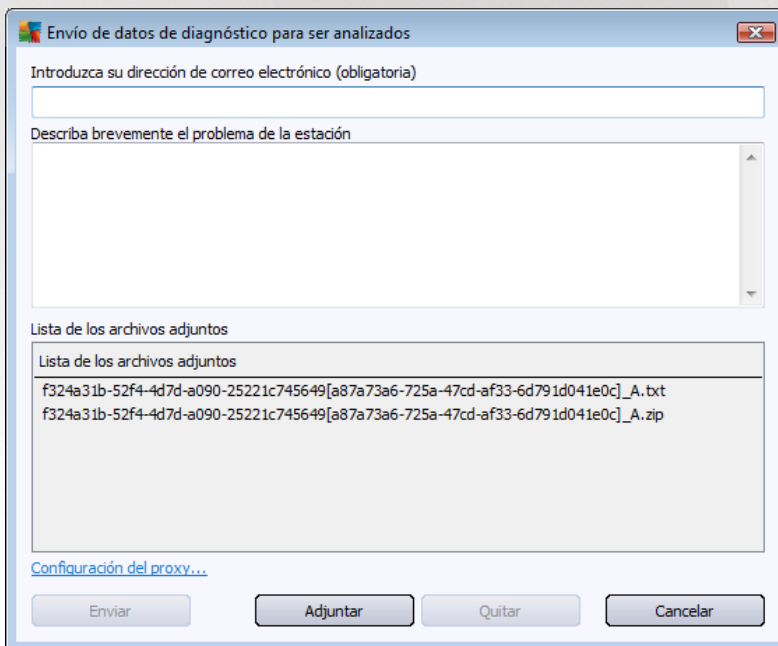 Envío de datos de diagnóstico para ser analizados
Introduzca su dirección de correo electrónico (obligatoria)
Describa brevemente el problema de la estación
Lista de los archivos adjuntos
Lista de los archivos adjuntos
f324a31b-52f4-4d7d-a090-25221c745649[a87a73a6-725a-47cd-af33-6d791d041e0c]_A.txt
f324a31b-52f4-4d7d-a090-25221c745649[a87a73a6-725a-47cd-af33-6d791d041e0c]_A.zip
Configuración del proxy...
Enviar Adjuntar Quitar Cancelar